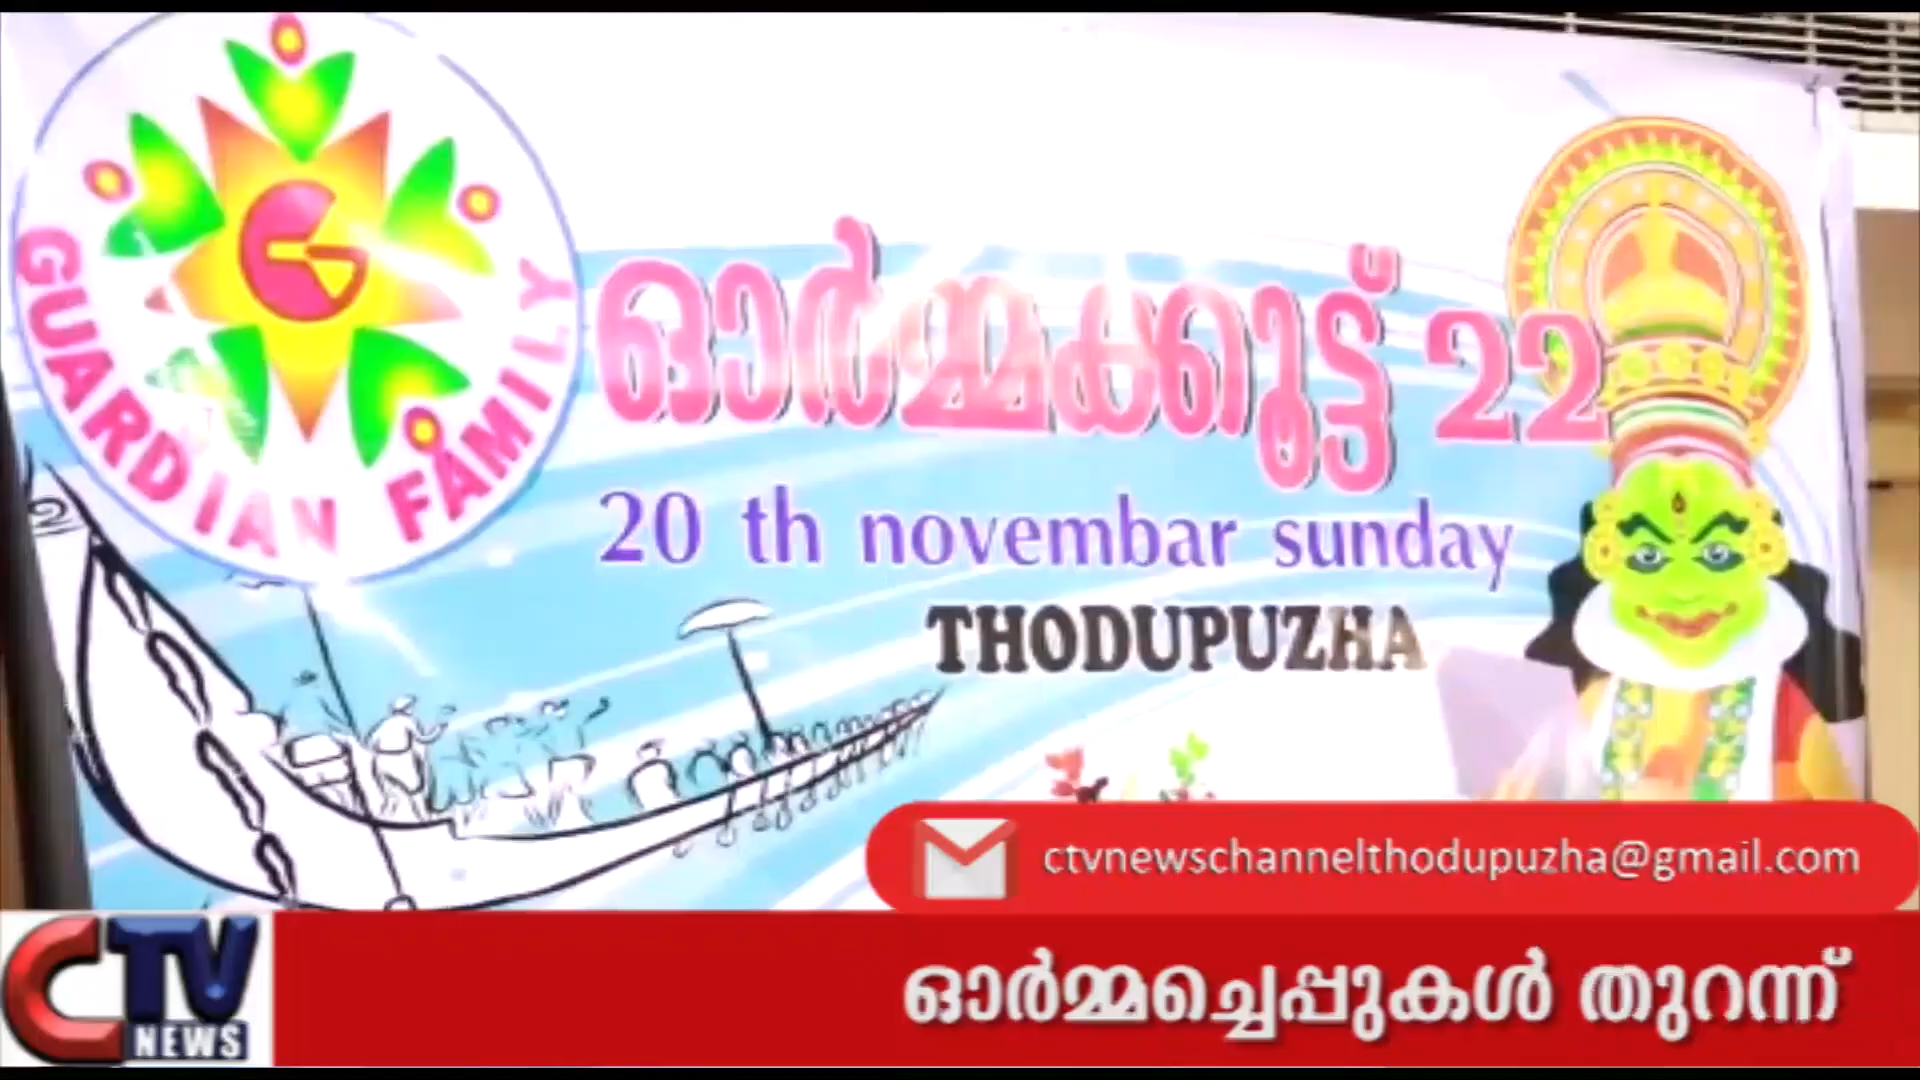 GUARDIAN FAMILY
ഓർമ്മക്കൂട്ട് 22
20 th novembar sunday
THODUPUZHA
ctvnewschannelthodupuzha@gmail.com
CTV
NEWS
ഓർമ്മച്ചെപ്പുകൾ തുറന്ന്